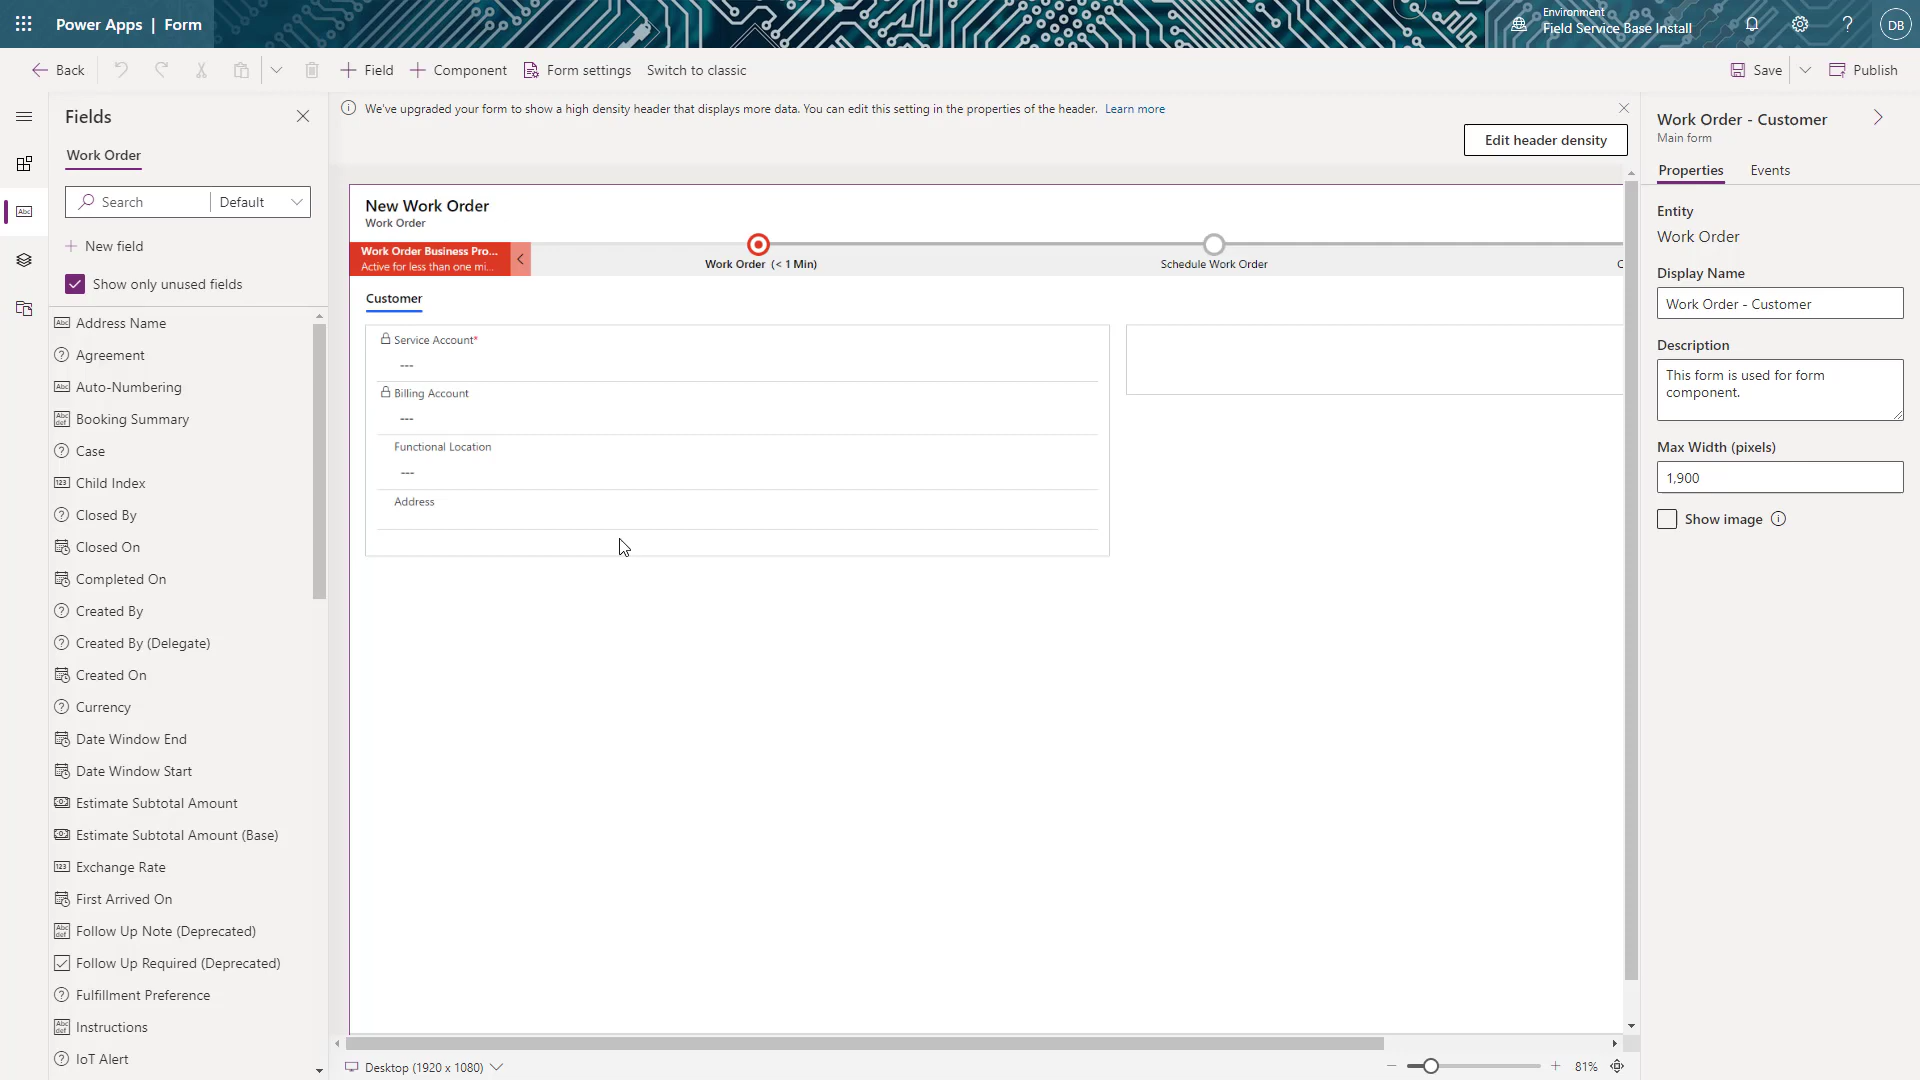 Power Apps | Form
Environment
Field Service Base Install
DB
Back
Field
Component
Form settings
Switch to classic
Save
Publish
Fields
Work Order
Search
Default
New field
Show only unused fields
Address Name
Agreement
Auto-Numbering
Booking Summary
Case
Child Index
Closed By
Closed On
Completed On
Created By
Created By (Delegate)
Created On
Currency
Date Window End
Date Window Start
Estimate Subtotal Amount
Estimate Subtotal Amount (Base)
Exchange Rate
First Arrived On
Follow Up Note (Deprecated)
Follow Up Required (Deprecated)
Fulfillment Preference
Instructions
IoT Alert
We've upgraded your form to show a high density header that displays more data. You can edit this setting in the properties of the header. Learn more
Edit header density
New Work Order
Work Order
Work Order Business Pro...
Active for less than one mi...
Work Order (< 1 Min)
Schedule Work Order
C
Customer
Service Account*
---
Billing Account
---
Functional Location
---
Address
Desktop (1920 x 1080)
81%
Work Order - Customer
Main form
Properties
Events
Entity
Work Order
Display Name
Work Order - Customer
Description
This form is used for form
component.
Max Width (pixels)
1,900
Show image